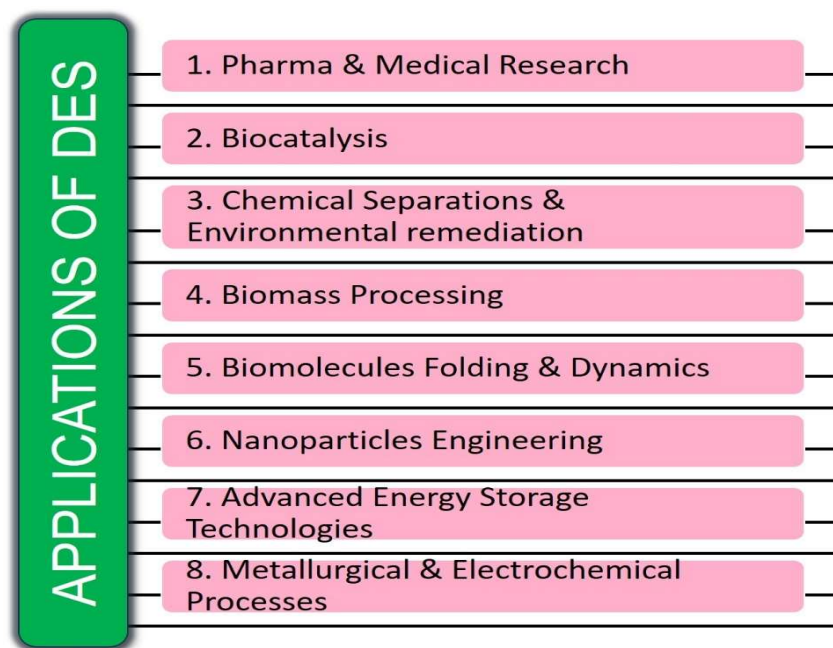 APPLICATIONS OF DES
1. Pharma & Medical Research
2. Biocatalysis
3. Chemical Separations &
Environmental remediation
4. Biomass Processing
5. Biomolecules Folding & Dynamics
6. Nanoparticles Engineering
7. Advanced Energy Storage
Technologies
8. Metallurgical & Electrochemical
Processes